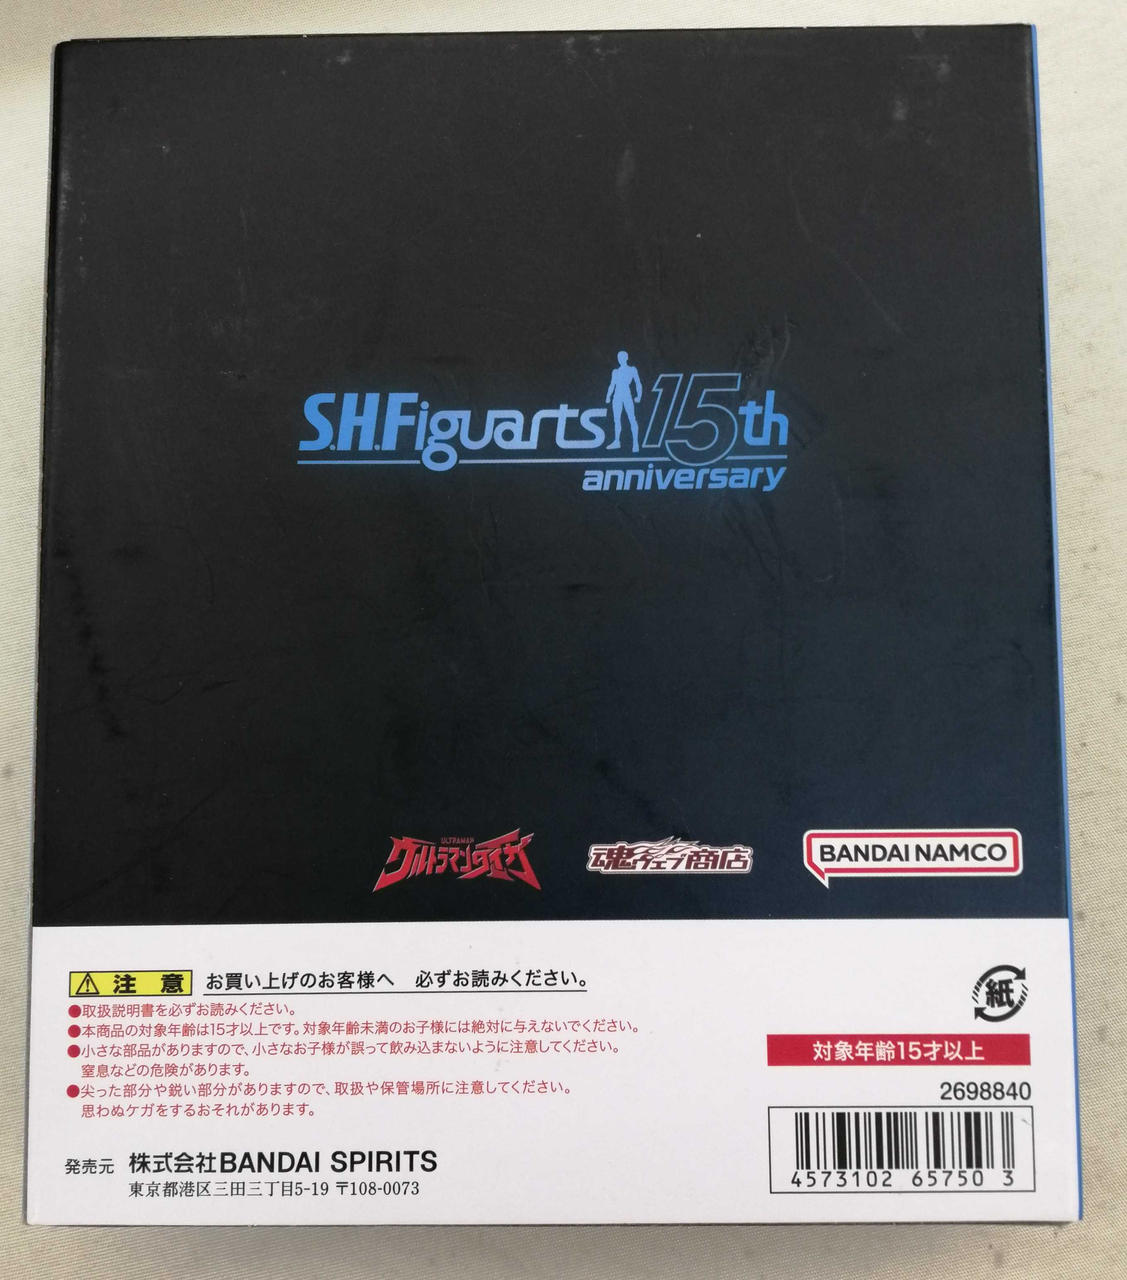 S.H.Figuarts 15th
anniversary
ULTRAMAN
ウルトラマンタイガ
魂ウェブ商店
BANDAI NAMCO
注 意 お買い上げのお客様へ 必ずお読みください。
●取扱説明書を必ずお読みください。
●本商品の対象年齢は15才以上です。対象年齢未満のお子様には絶対に与えないでください。
●小さな部品がありますので、小さなお子様が誤って飲み込まないように注意してください。
窒息などの危険があります。
●尖った部分や鋭い部分がありますので、取扱や保管場所に注意してください。
思わぬケガをするおそれがあります。
発売元 株式会社BANDAI SPIRITS
東京都港区三田三丁目5-19 〒108-0073
紙
対象年齢15才以上
2698840
4573102 65750 3